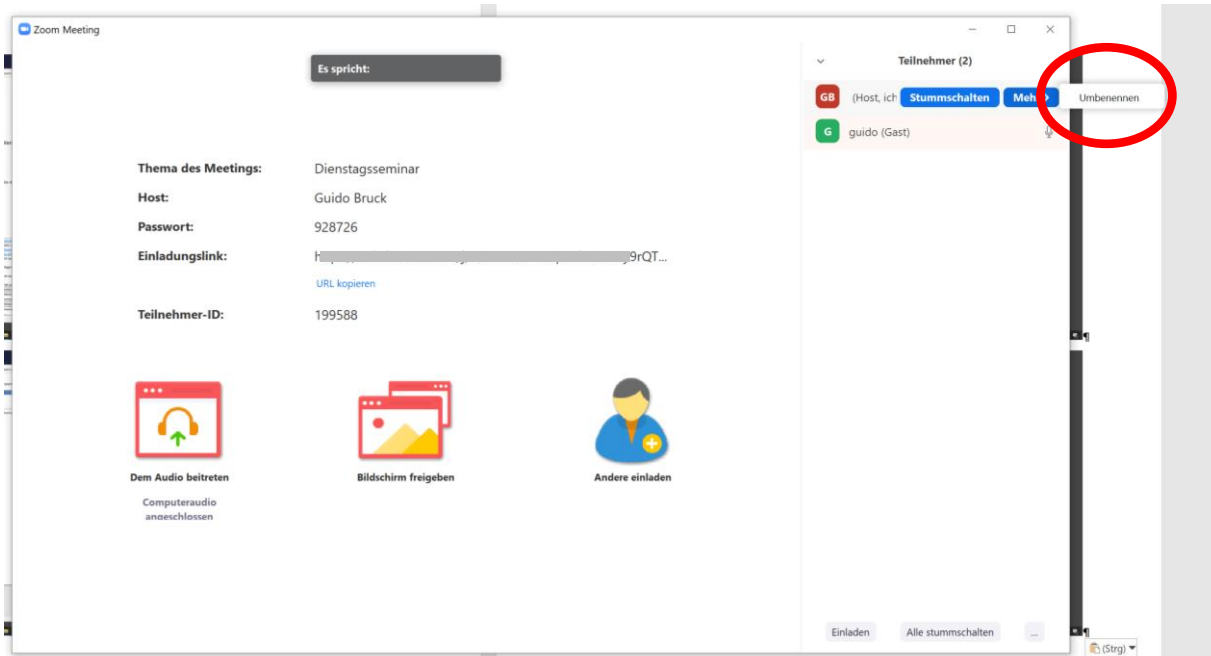 Zoom Meeting
Es spricht:
Teilnehmer (2)
GB (Host, ich Stummschalten Meh
Umbenennen
G guido (Gast)
Thema des Meetings: Dienstagsseminar
Host: Guido Bruck
Passwort: 928726
Einladungslink: h 9rQT...
URL kopieren
Teilnehmer-ID: 199588
Dem Audio beitreten
Bildschirm freigeben
Andere einladen
Computeraudio
angeschlossen
Einladen Alle stummschalten ...
(Strg)